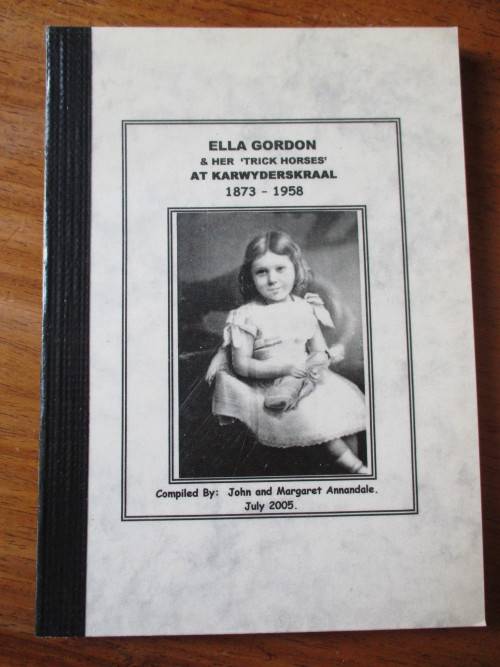 ELLA GORDON
& HER 'TRICK HORSES'
AT KARWYDERSKRAAL
1873 - 1958
Compiled By: John and Margaret Annandale.
July 2005.